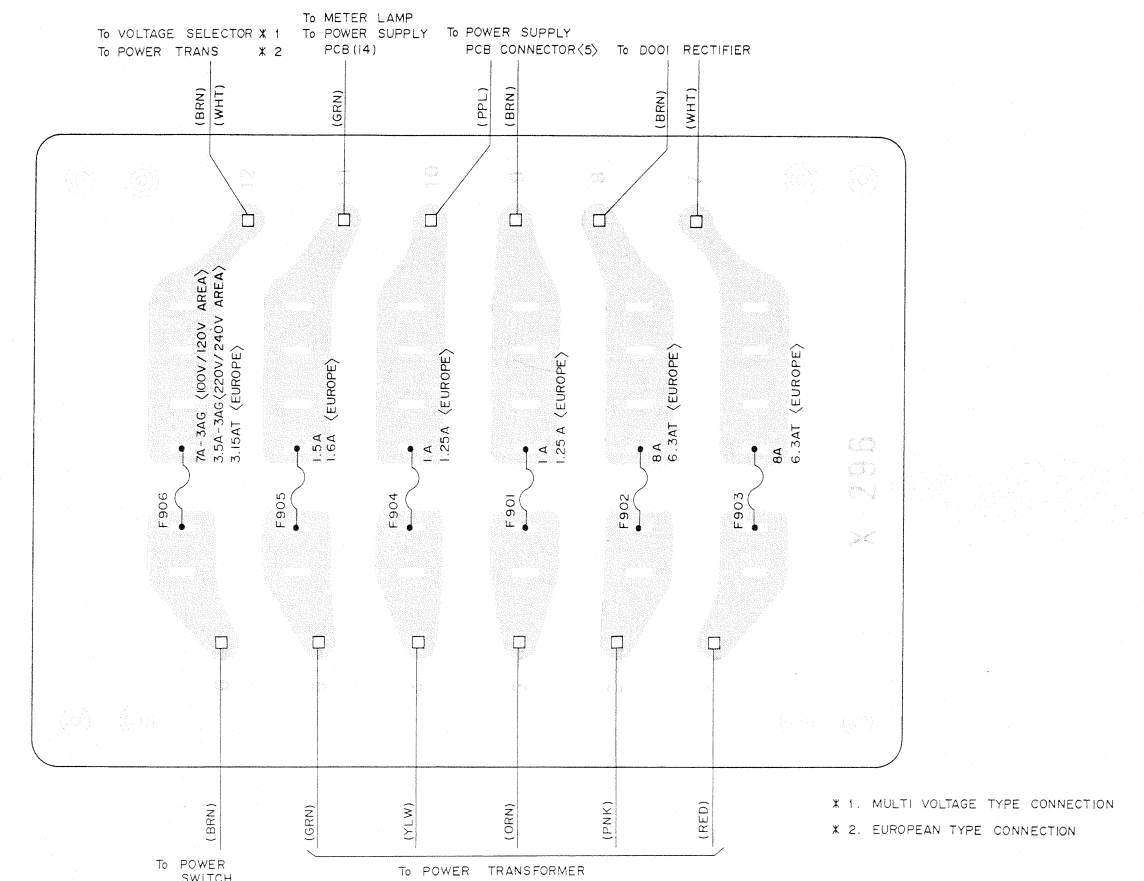 To METER LAMP
To VOLTAGE SELECTOR ※ 1
To POWER SUPPLY
To POWER SUPPLY
To POWER TRANS ※ 2
PCB (14)
PCB CONNECTOR〈5〉
To D001 RECTIFIER
(BRN)
(WHT)
(GRN)
(PPL)
(BRN)
(BRN)
(WHT)
12
11
10
9
8
7
7A-3AG 〈100V/120V AREA〉
3.5A-3AG〈220V/240V AREA〉
3.15AT 〈EUROPE〉
1.5A
1.6A 〈EUROPE〉
1A
1.25A 〈EUROPE〉
1A
1.25A 〈EUROPE〉
8A
6.3AT 〈EUROPE〉
8A
6.3AT 〈EUROPE〉
F906
F905
F904
F901
F902
F903
X 296
6
5
4
3
(BRN)
(GRN)
(YLW)
(ORN)
(PNK)
(RED)
※ 1. MULTI VOLTAGE TYPE CONNECTION
※ 2. EUROPEAN TYPE CONNECTION
To POWER
SWITCH
To POWER TRANSFORMER